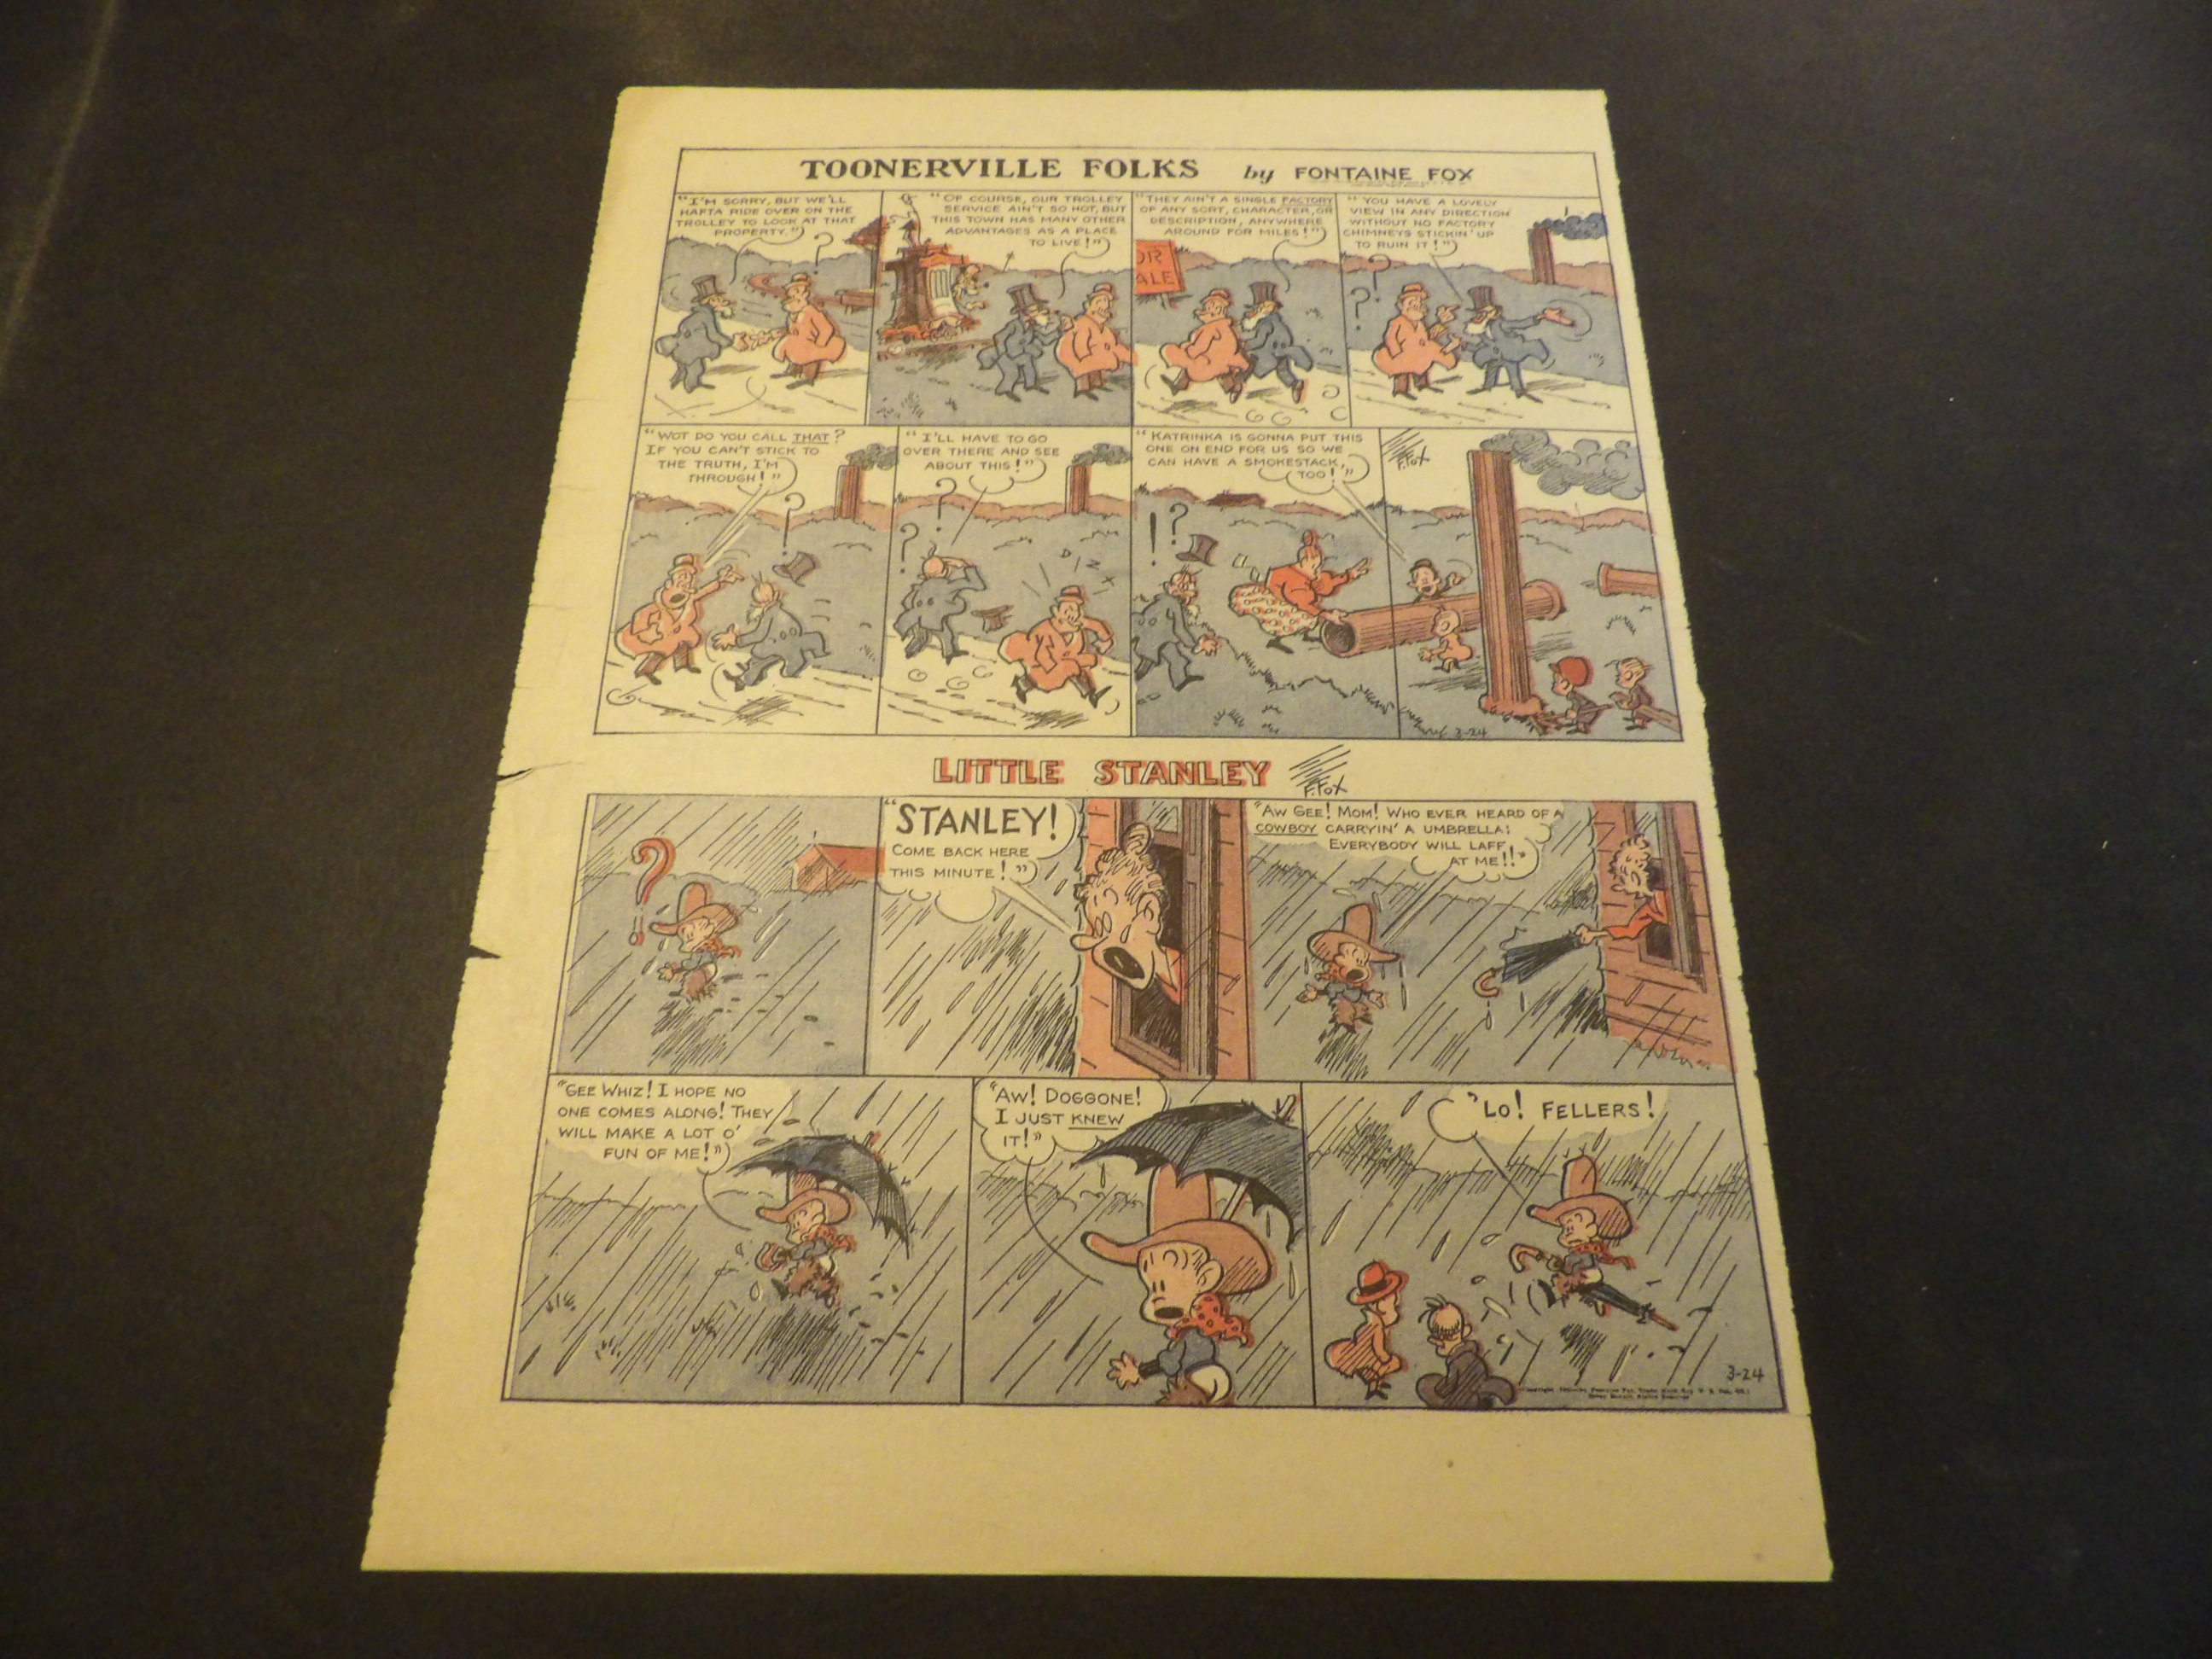 TOONERVILLE FOLKS by FONTAINE FOX
"I'M SORRY, BUT WE'LL
HAFTA RIDE OVER ON THE
TROLLEY TO LOOK AT THAT
PROPERTY."
?
"OF COURSE, OUR TROLLEY
SERVICE AIN'T SO HOT, BUT
THIS TOWN HAS MANY OTHER
ADVANTAGES AS A PLACE
TO LIVE!"
"THEY AIN'T A SINGLE FACTORY
OF ANY SORT, CHARACTER, OR
DESCRIPTION, ANYWHERE
AROUND FOR MILES!"
OR
ALE
"YOU HAVE A LOVELY
VIEW IN ANY DIRECTION
WITHOUT NO FACTORY
CHIMNEYS STICKIN' UP
TO RUIN IT!"
? ?
"WOT DO YOU CALL THAT?
IF YOU CAN'T STICK TO
THE TRUTH, I'M
THROUGH!"
?
"I'LL HAVE TO GO
OVER THERE AND SEE
ABOUT THIS!"
? ?
DINX
"KATRINKA IS GONNA PUT THIS
ONE ON END FOR US SO WE
CAN HAVE A SMOKESTACK,
TOO!"
! ?
F. FOX
3-24
LITTLE STANLEY F. FOX
?
"STANLEY!
COME BACK HERE
THIS MINUTE!"
"AW GEE! MOM! WHO EVER HEARD OF A
COWBOY CARRYIN' A UMBRELLA;
EVERYBODY WILL LAFF
AT ME!!"
"GEE WHIZ! I HOPE NO
ONE COMES ALONG! THEY
WILL MAKE A LOT O'
FUN OF ME!"
"AW! DOGGONE!
I JUST KNEW
IT!"
"LO! FELLERS!
3-24